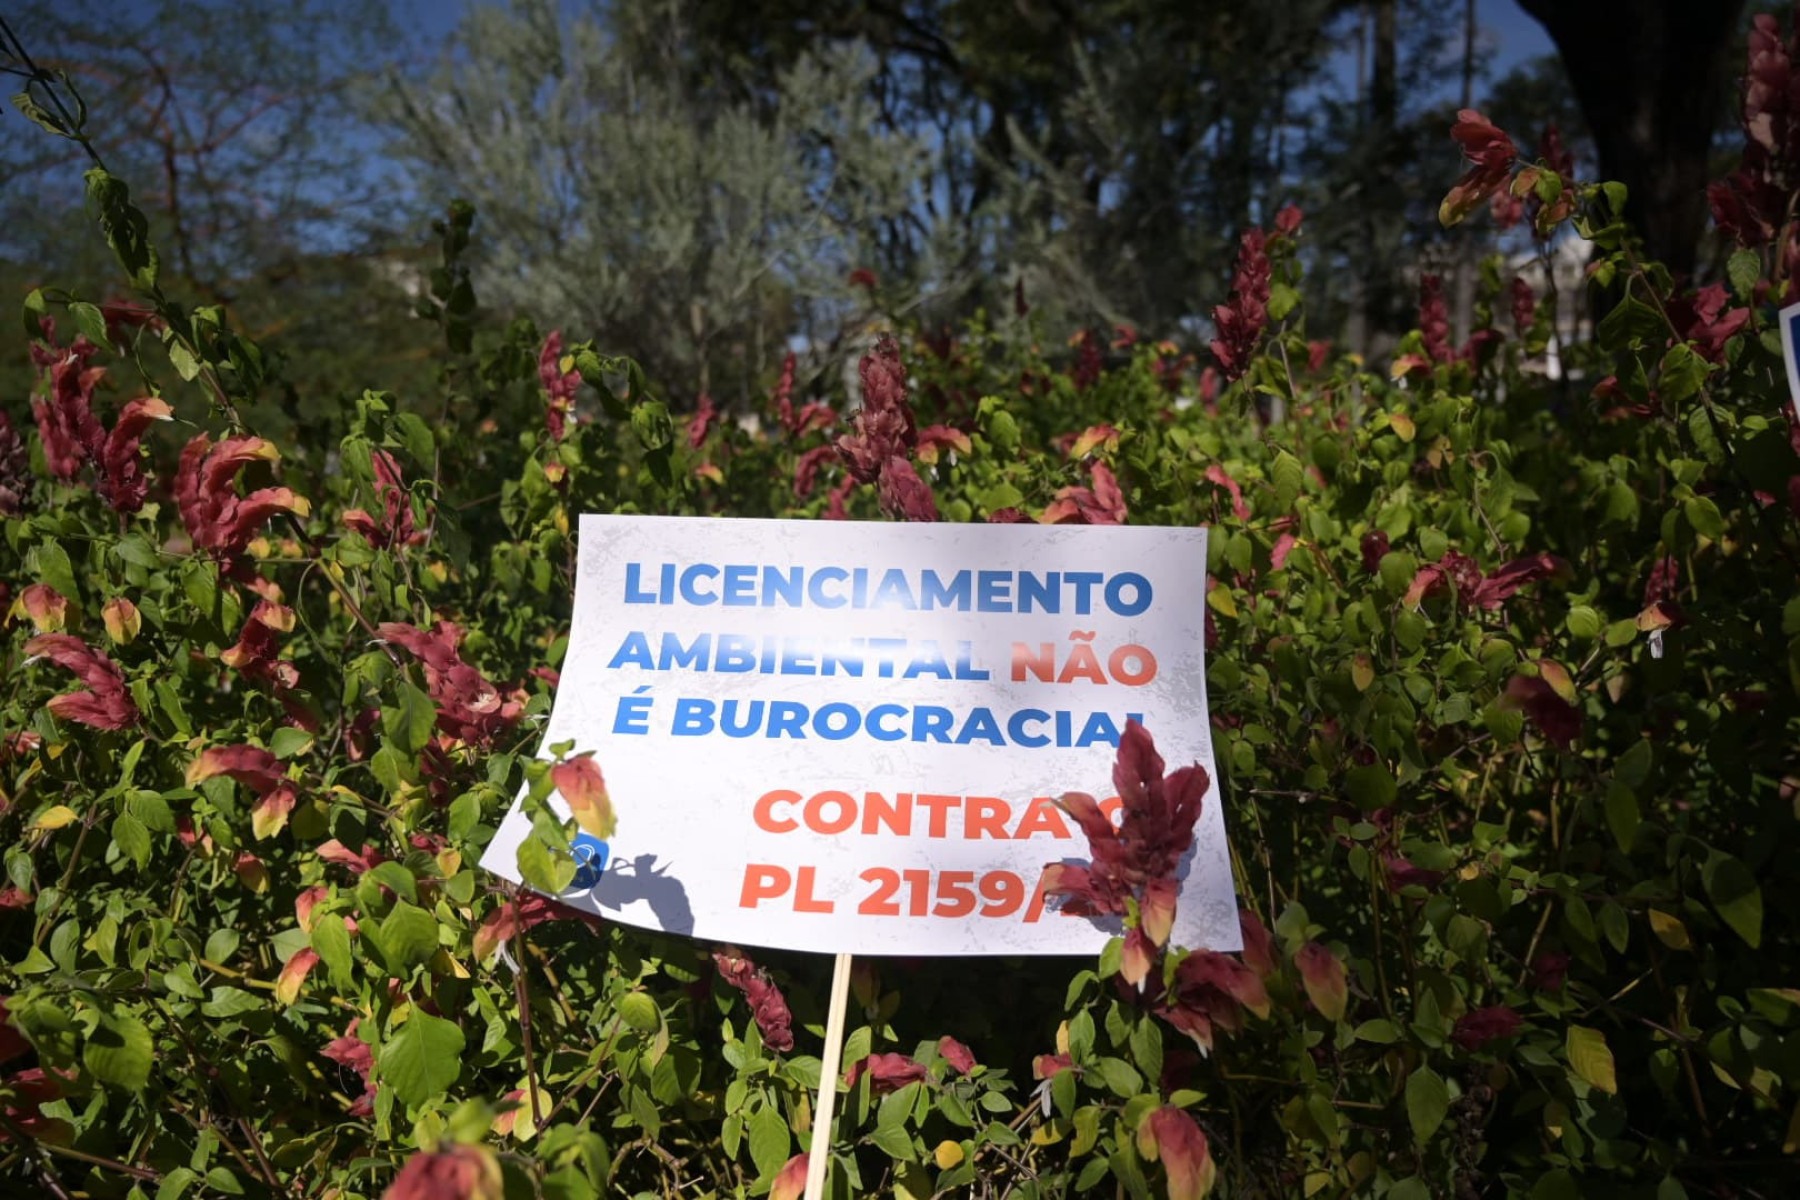 LICENCIAMENTO
AMBIENTAL NÃO
É BUROCRACIA!
CONTRA O
PL 2159/